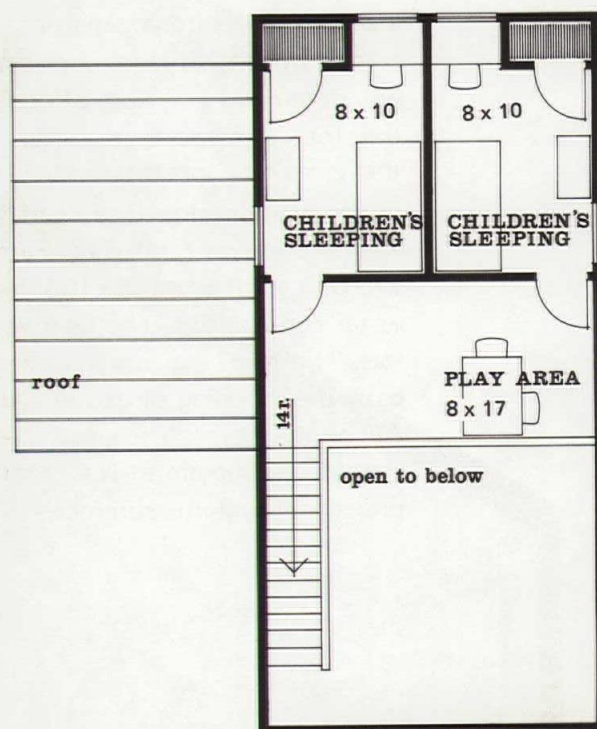 8 x 10
8 x 10
CHILDREN'S
SLEEPING
CHILDREN'S
SLEEPING
roof
PLAY AREA
8 x 17
14r.
open to below